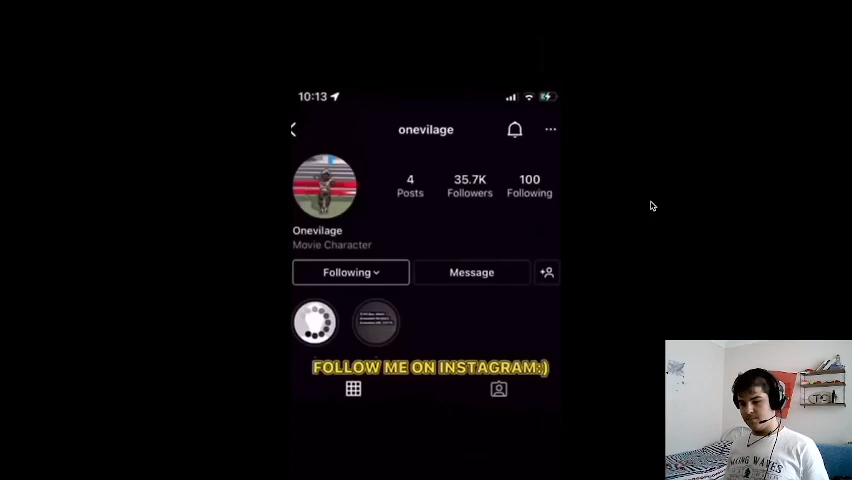 10:13
onevilage
4 35.7K 100
Posts Followers Following
Onevilage
Movie Character
Following Message
FOLLOW ME ON INSTAGRAM:)
WAVES